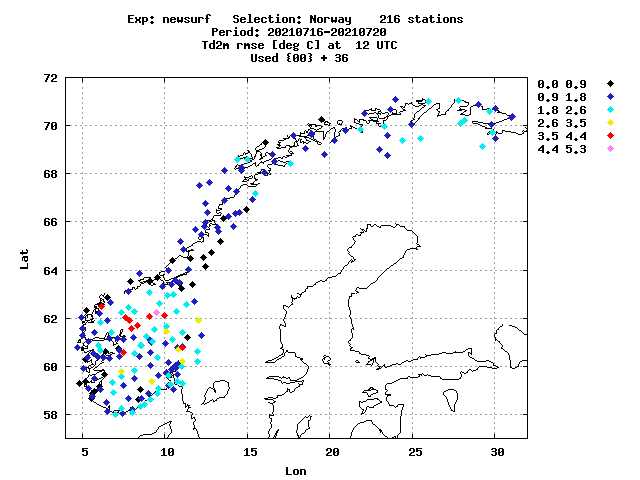 Exp: newsurf   Selection: Norway    216 stations
Period: 20210716-20210720
Td2m rmse [deg C] at  12 UTC
Used {00} + 36
72
70
68
66
64
62
60
58
Lat
5 10 15 20 25 30
Lon
0.0 0.9
0.9 1.8
1.8 2.6
2.6 3.5
3.5 4.4
4.4 5.3